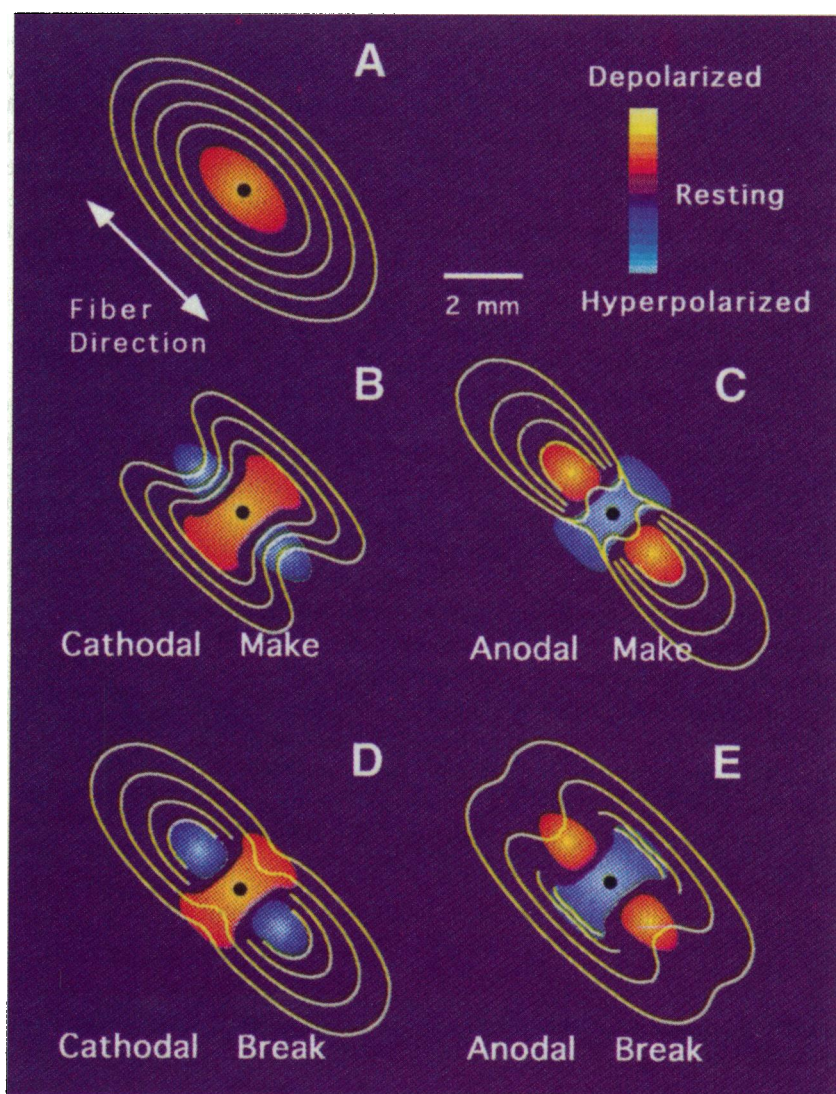 A
Depolarized
Resting
Hyperpolarized
2 mm
Fiber
Direction
B
Cathodal Make
C
Anodal Make
D
Cathodal Break
E
Anodal Break